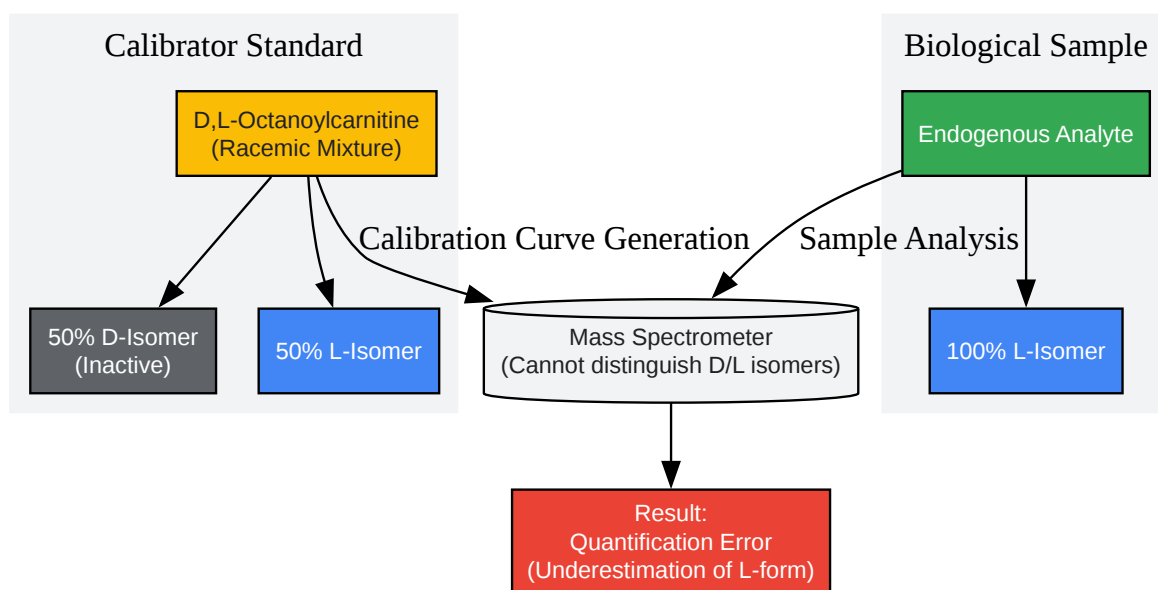 Calibrator Standard
Biological Sample
D,L-Octanoylcarnitine
(Racemic Mixture)
Endogenous Analyte
Calibration Curve Generation
Sample Analysis
50% D-Isomer
(Inactive)
50% L-Isomer
Mass Spectrometer
(Cannot distinguish D/L isomers)
100% L-Isomer
Result:
Quantification Error
(Underestimation of L-form)